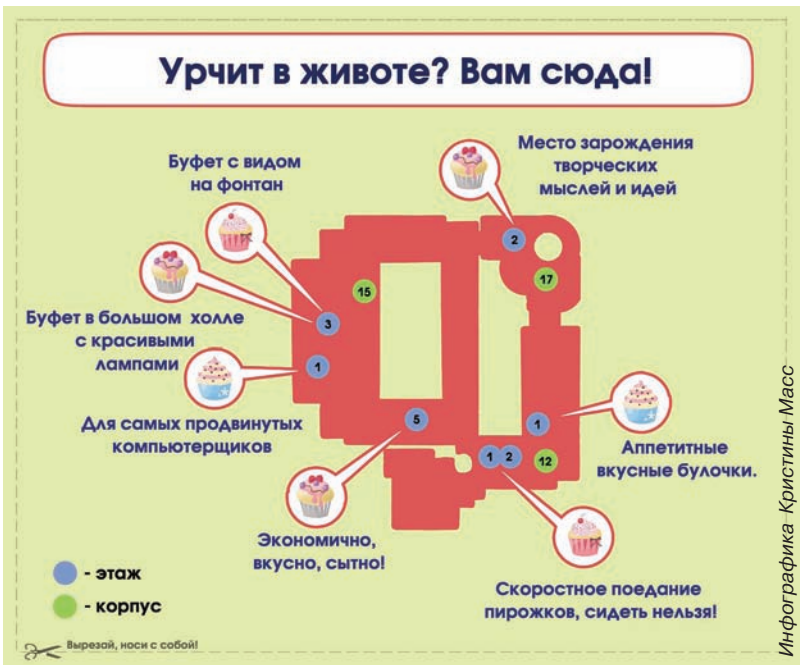 Урчит в животе? Вам сюда!
Место зарождения
творческих
мыслей и идей
Буфет с видом
на фонтан
2
17
15
3
Буфет в большом холле
с красивыми
лампами
1
Для самых продвинутых
компьютерщиков
5
1
Аппетитные
вкусные булочки.
1 2
12
Экономично,
вкусно, сытно!
Скоростное поедание
пирожков, сидеть нельзя!
- этаж
- корпус
Вырезай, носи с собой!
Инфографика Кристины Масс